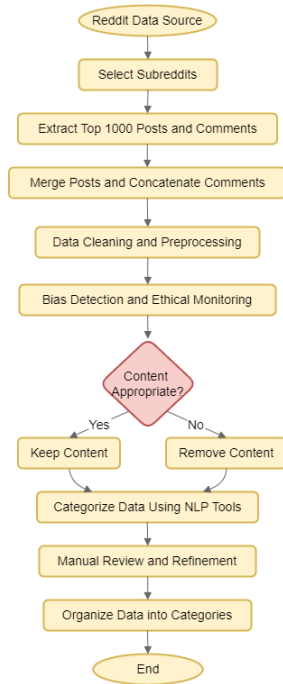 Reddit Data Source
Select Subreddits
Extract Top 1000 Posts and Comments
Merge Posts and Concatenate Comments
Data Cleaning and Preprocessing
Bias Detection and Ethical Monitoring
Content
Appropriate?
Yes
No
Keep Content
Remove Content
Categorize Data Using NLP Tools
Manual Review and Refinement
Organize Data into Categories
End